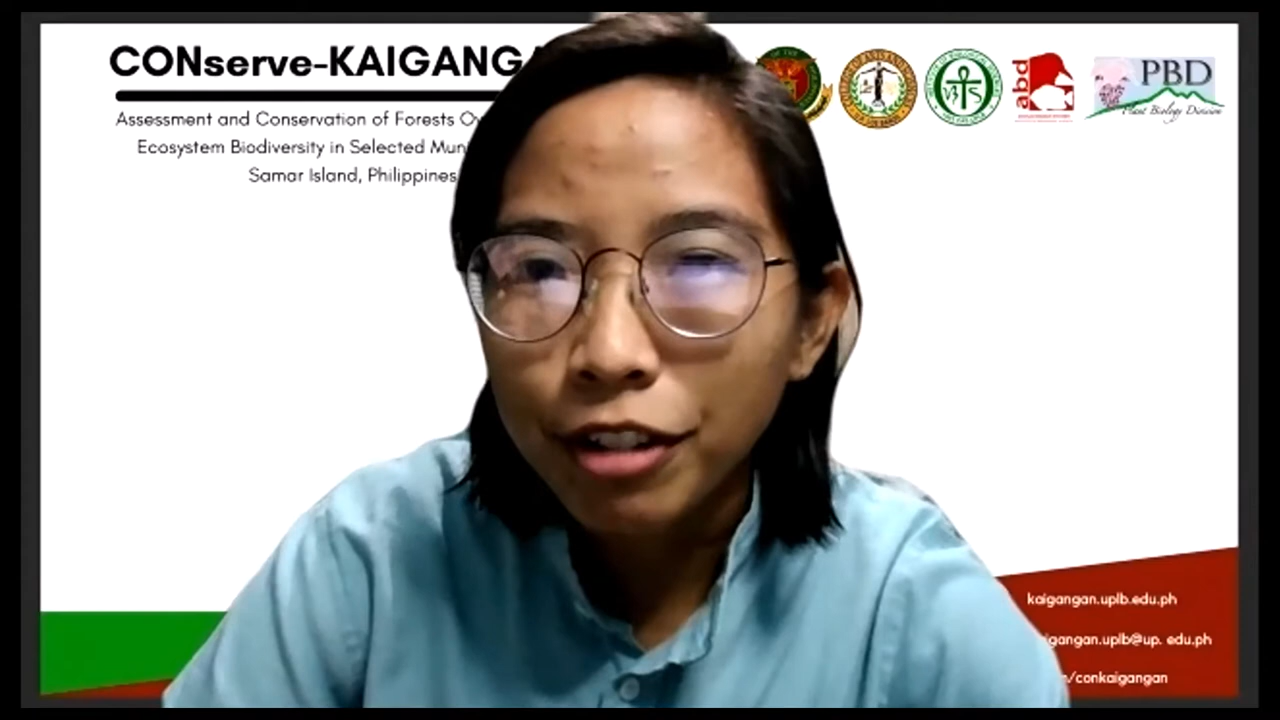 CONserve-KAIGANGA
Assessment and Conservation of Forests
Ecosystem Biodiversity in Selected
Samar Island, Philippines
abd
PBD
Plant Biology Division
kaigangan.uplb.edu.ph
igangan.uplb@up. edu.ph
/conkaigangan